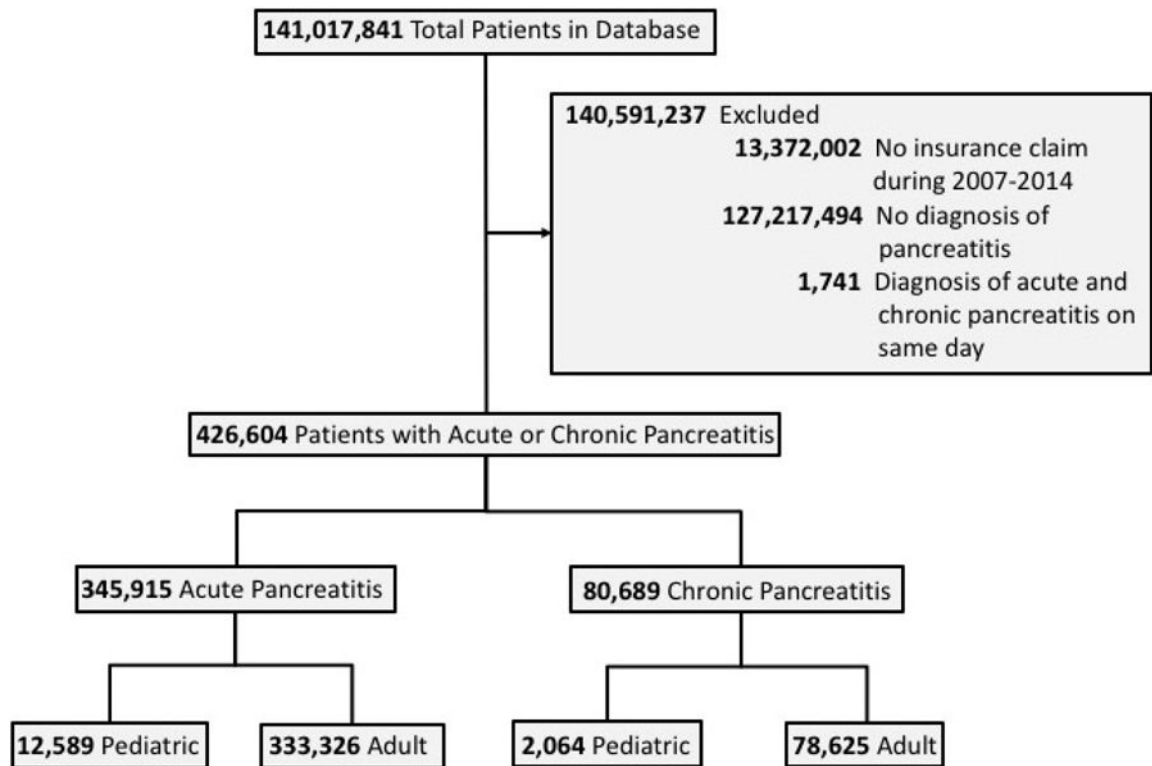 141,017,841 Total Patients in Database
140,591,237 Excluded
13,372,002 No insurance claim
during 2007-2014
127,217,494 No diagnosis of
pancreatitis
1,741 Diagnosis of acute and
chronic pancreatitis on
same day
426,604 Patients with Acute or Chronic Pancreatitis
345,915 Acute Pancreatitis
80,689 Chronic Pancreatitis
12,589 Pediatric
333,326 Adult
2,064 Pediatric
78,625 Adult